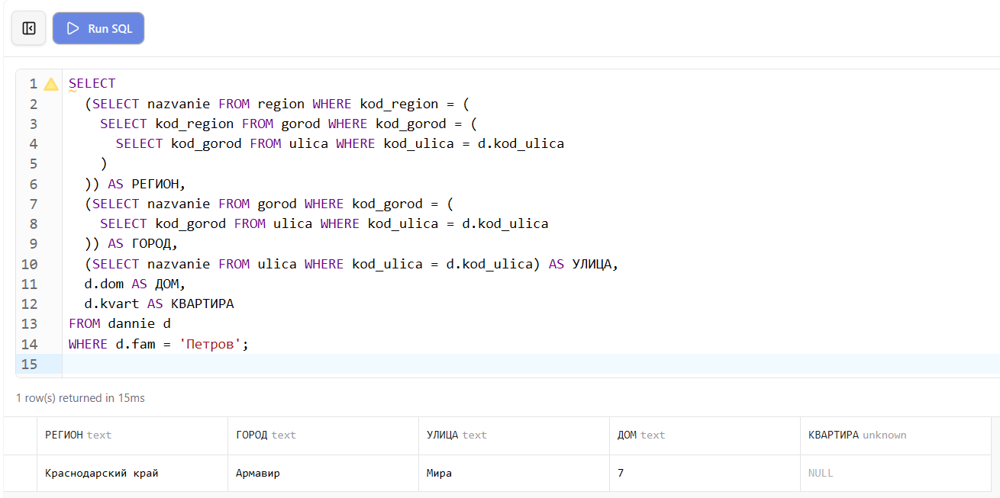 Run SQL
1 SELECT
2 (SELECT nazvanie FROM region WHERE kod_region = (
3 SELECT kod_region FROM gorod WHERE kod_gorod = (
4 SELECT kod_gorod FROM ulica WHERE kod_ulica = d.kod_ulica
5 )
6 )) AS РЕГИОН,
7 (SELECT nazvanie FROM gorod WHERE kod_gorod = (
8 SELECT kod_gorod FROM ulica WHERE kod_ulica = d.kod_ulica
9 )) AS ГОРОД,
10 (SELECT nazvanie FROM ulica WHERE kod_ulica = d.kod_ulica) AS УЛИЦА,
11 d.dom AS ДОМ,
12 d.kvart AS КВАРТИРА
13 FROM dannie d
14 WHERE d.fam = 'Петров';
15
1 row(s) returned in 15ms
РЕГИОН text ГОРОД text УЛИЦА text ДОМ text КВАРТИРА unknown
Краснодарский край Армавир Мира 7 NULL